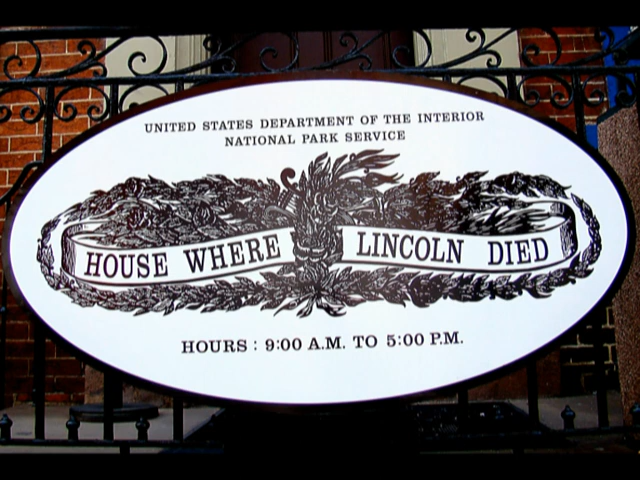 UNITED STATES DEPARTMENT OF THE INTERIOR
NATIONAL PARK SERVICE
HOUSE WHERE LINCOLN DIED
HOURS : 9:00 A.M. TO 5:00 P.M.